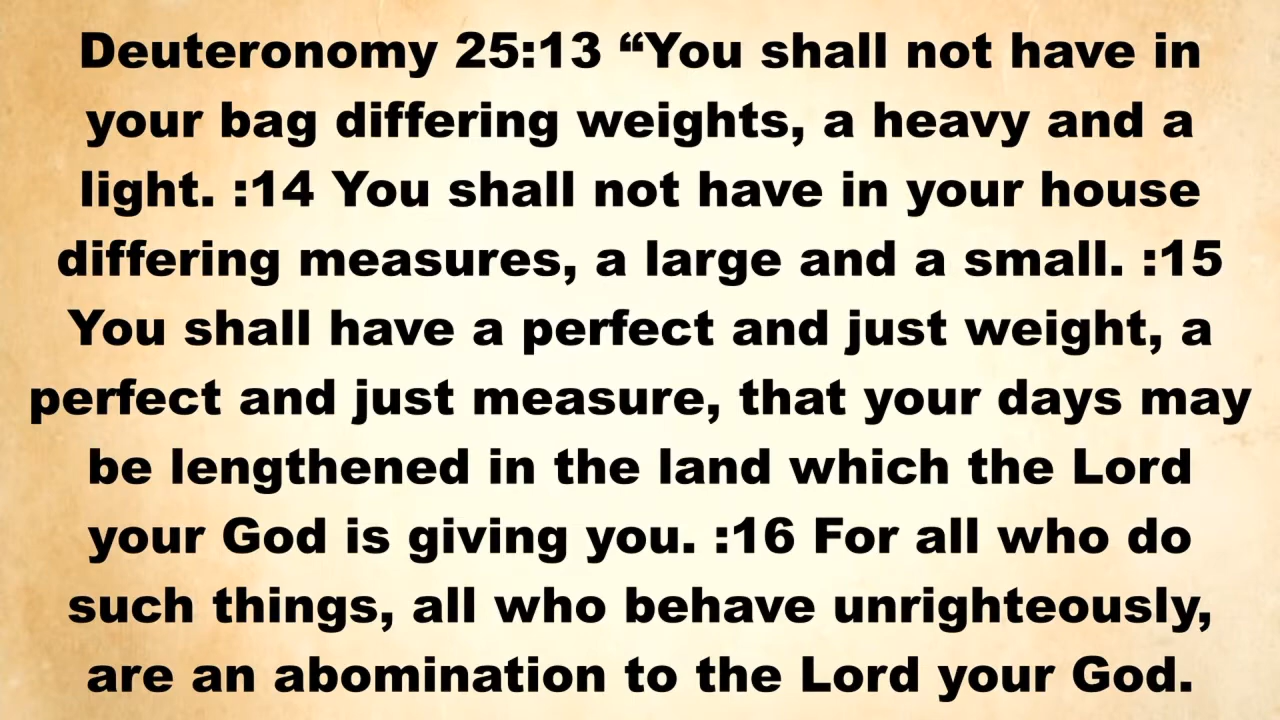 Deuteronomy 25:13 “You shall not have in
your bag differing weights, a heavy and a
light. :14 You shall not have in your house
differing measures, a large and a small. :15
You shall have a perfect and just weight, a
perfect and just measure, that your days may
be lengthened in the land which the Lord
your God is giving you. :16 For all who do
such things, all who behave unrighteously,
are an abomination to the Lord your God.